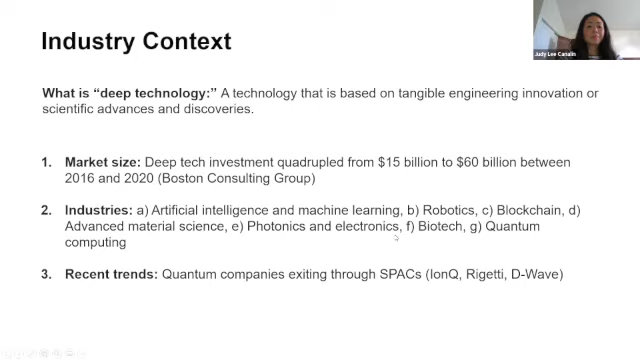 Industry Context
Judy Lee Canalin
What is “deep technology:” A technology that is based on tangible engineering innovation or
scientific advances and discoveries.
1. Market size: Deep tech investment quadrupled from $15 billion to $60 billion between
2016 and 2020 (Boston Consulting Group)
2. Industries: a) Artificial intelligence and machine learning, b) Robotics, c) Blockchain, d)
Advanced material science, e) Photonics and electronics, f) Biotech, g) Quantum
computing
3. Recent trends: Quantum companies exiting through SPACs (IonQ, Rigetti, D-Wave)